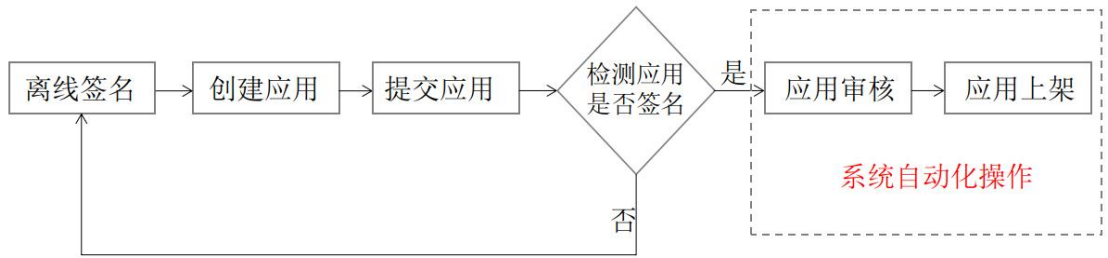 离线签名
创建应用
提交应用
检测应用
是否签名
是
应用审核
应用上架
系统自动化操作
否